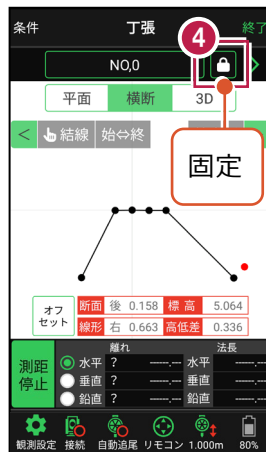 条件 丁張 終了
4
NO,0 >
平面 横断 3D
< 結線 始⇔終
固定
オフセット 断面 後 0.158 標高 5.064
線形 右 0.663 高低差 0.336
離れ 法長
測距停止 水平 ? -----.--- 水平 -----.---
垂直 ? -----.--- 垂直 -----.---
鉛直 ? -----.--- 鉛直 -----.---
観測設定 接続 自動追尾 リモコン 1.000m 80%